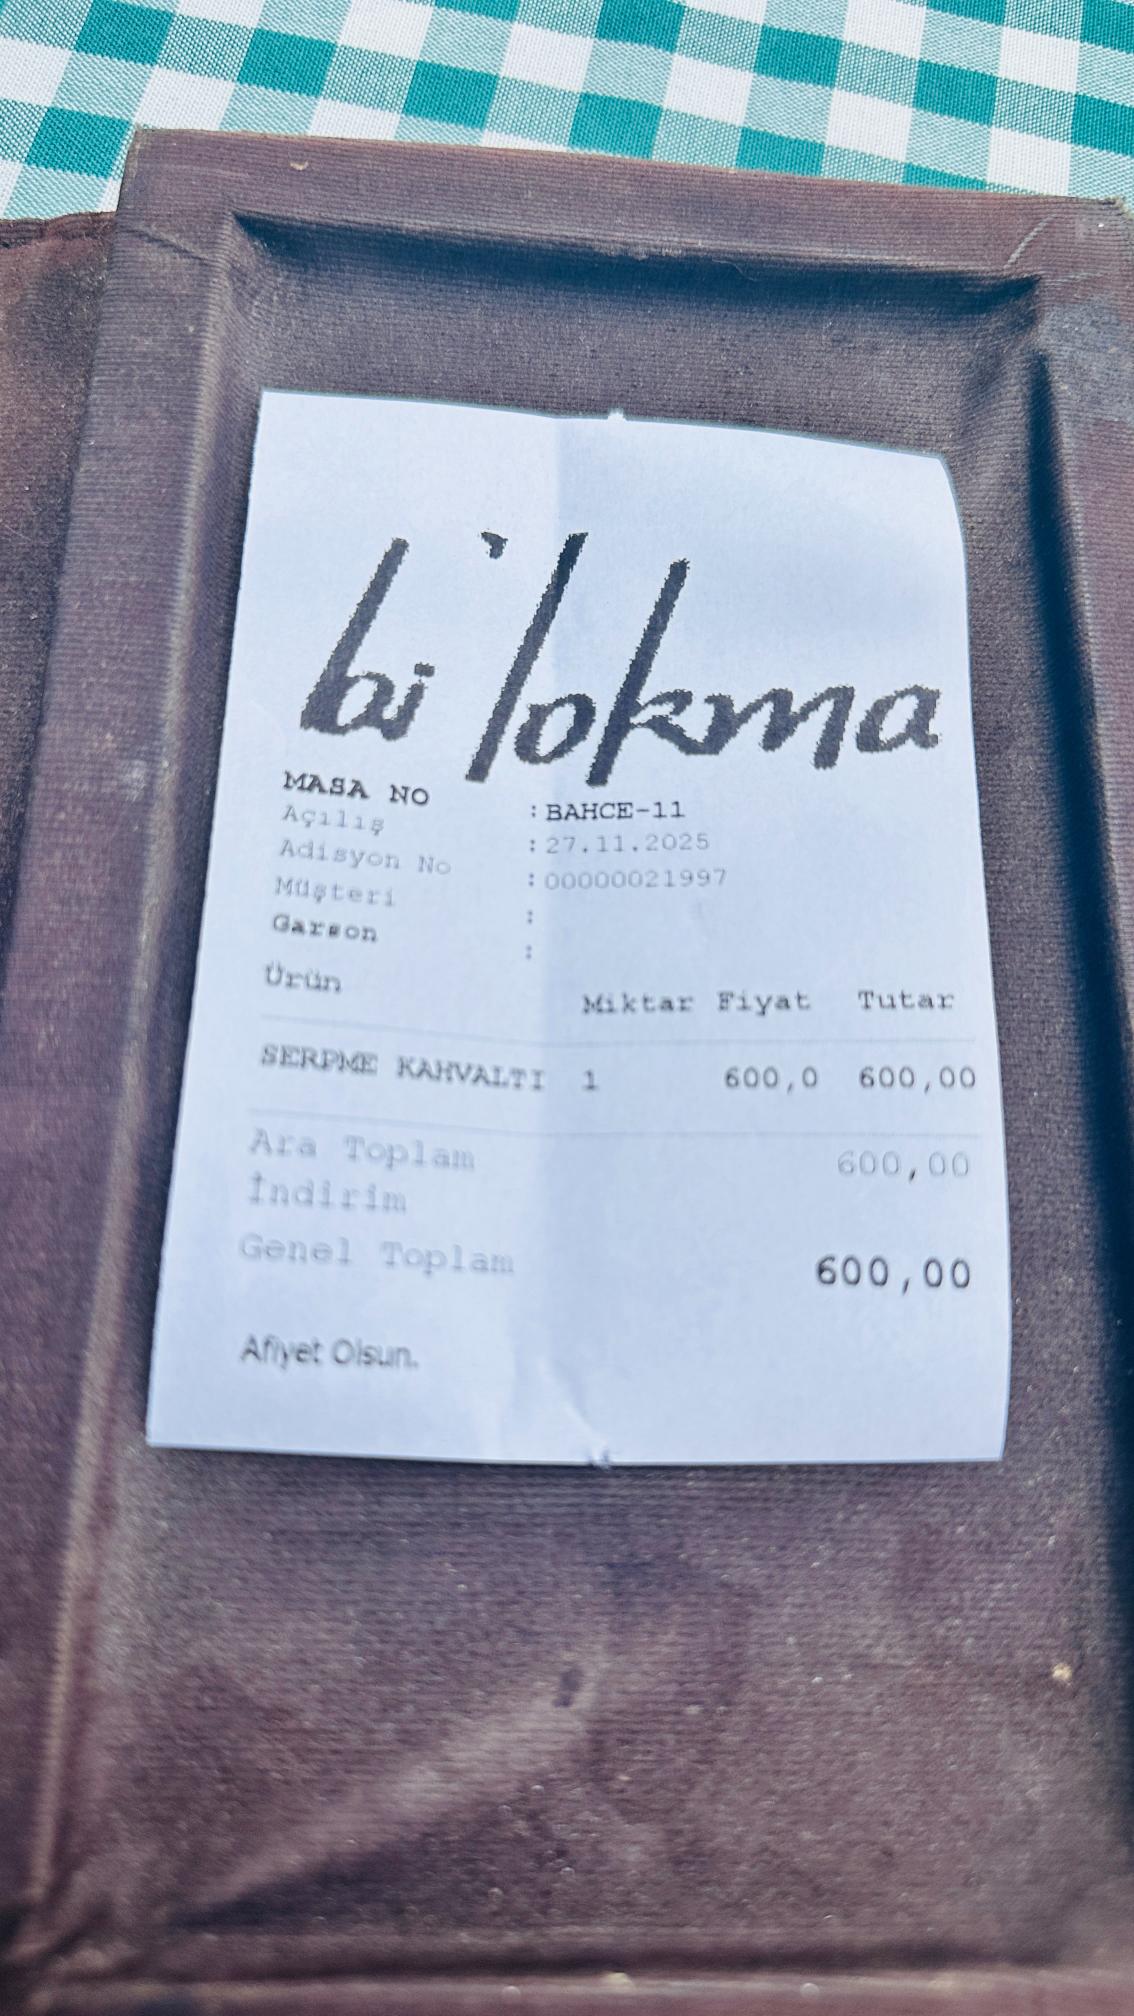 bi'lokma
MASA NO :BAHCE-11
Açılış :27.11.2025
Adisyon No :00000021997
Müşteri :
Garson :
Ürün Miktar Fiyat Tutar
SERPME KAHVALTI 1 600,0 600,00
Ara Toplam 600,00
İndirim
Genel Toplam 600,00
Afiyet Olsun.